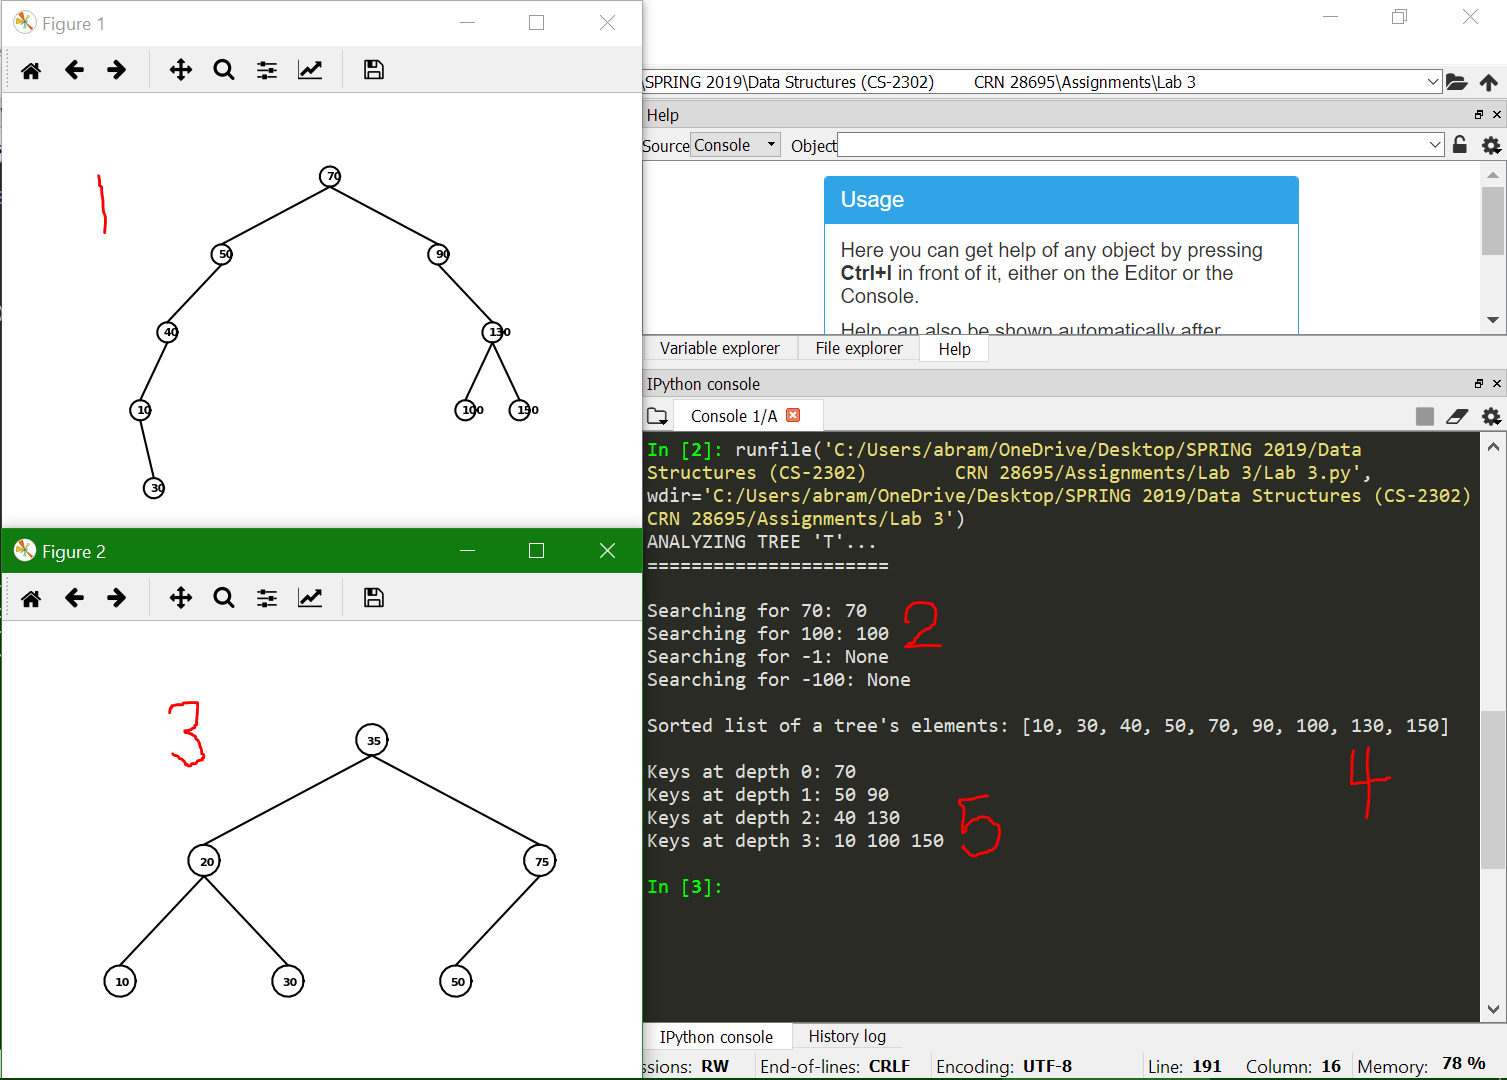 Figure 1
1
70
50
90
40
130
10
100
150
30
Figure 2
3
35
20
75
10
30
50
\SPRING 2019\Data Structures (CS-2302)        CRN 28695\Assignments\Lab 3
Help
Source Console Object
Usage
Here you can get help of any object by pressing
Ctrl+I in front of it, either on the Editor or the
Console.
Help can also be shown automatically after
Variable explorer File explorer Help
IPython console
Console 1/A
In [2]: runfile('C:/Users/abram/OneDrive/Desktop/SPRING 2019/Data
Structures (CS-2302)         CRN 28695/Assignments/Lab 3/Lab 3.py',
wdir='C:/Users/abram/OneDrive/Desktop/SPRING 2019/Data Structures (CS-2302)
CRN 28695/Assignments/Lab 3')
ANALYZING TREE 'T'...
======================
Searching for 70: 70
Searching for 100: 100
2
Searching for -1: None
Searching for -100: None
Sorted list of a tree's elements: [10, 30, 40, 50, 70, 90, 100, 130, 150]
4
Keys at depth 0: 70
Keys at depth 1: 50 90
Keys at depth 2: 40 130
5
Keys at depth 3: 10 100 150
In [3]:
IPython console History log
ssions: RW End-of-lines: CRLF Encoding: UTF-8 Line: 191 Column: 16 Memory: 78 %